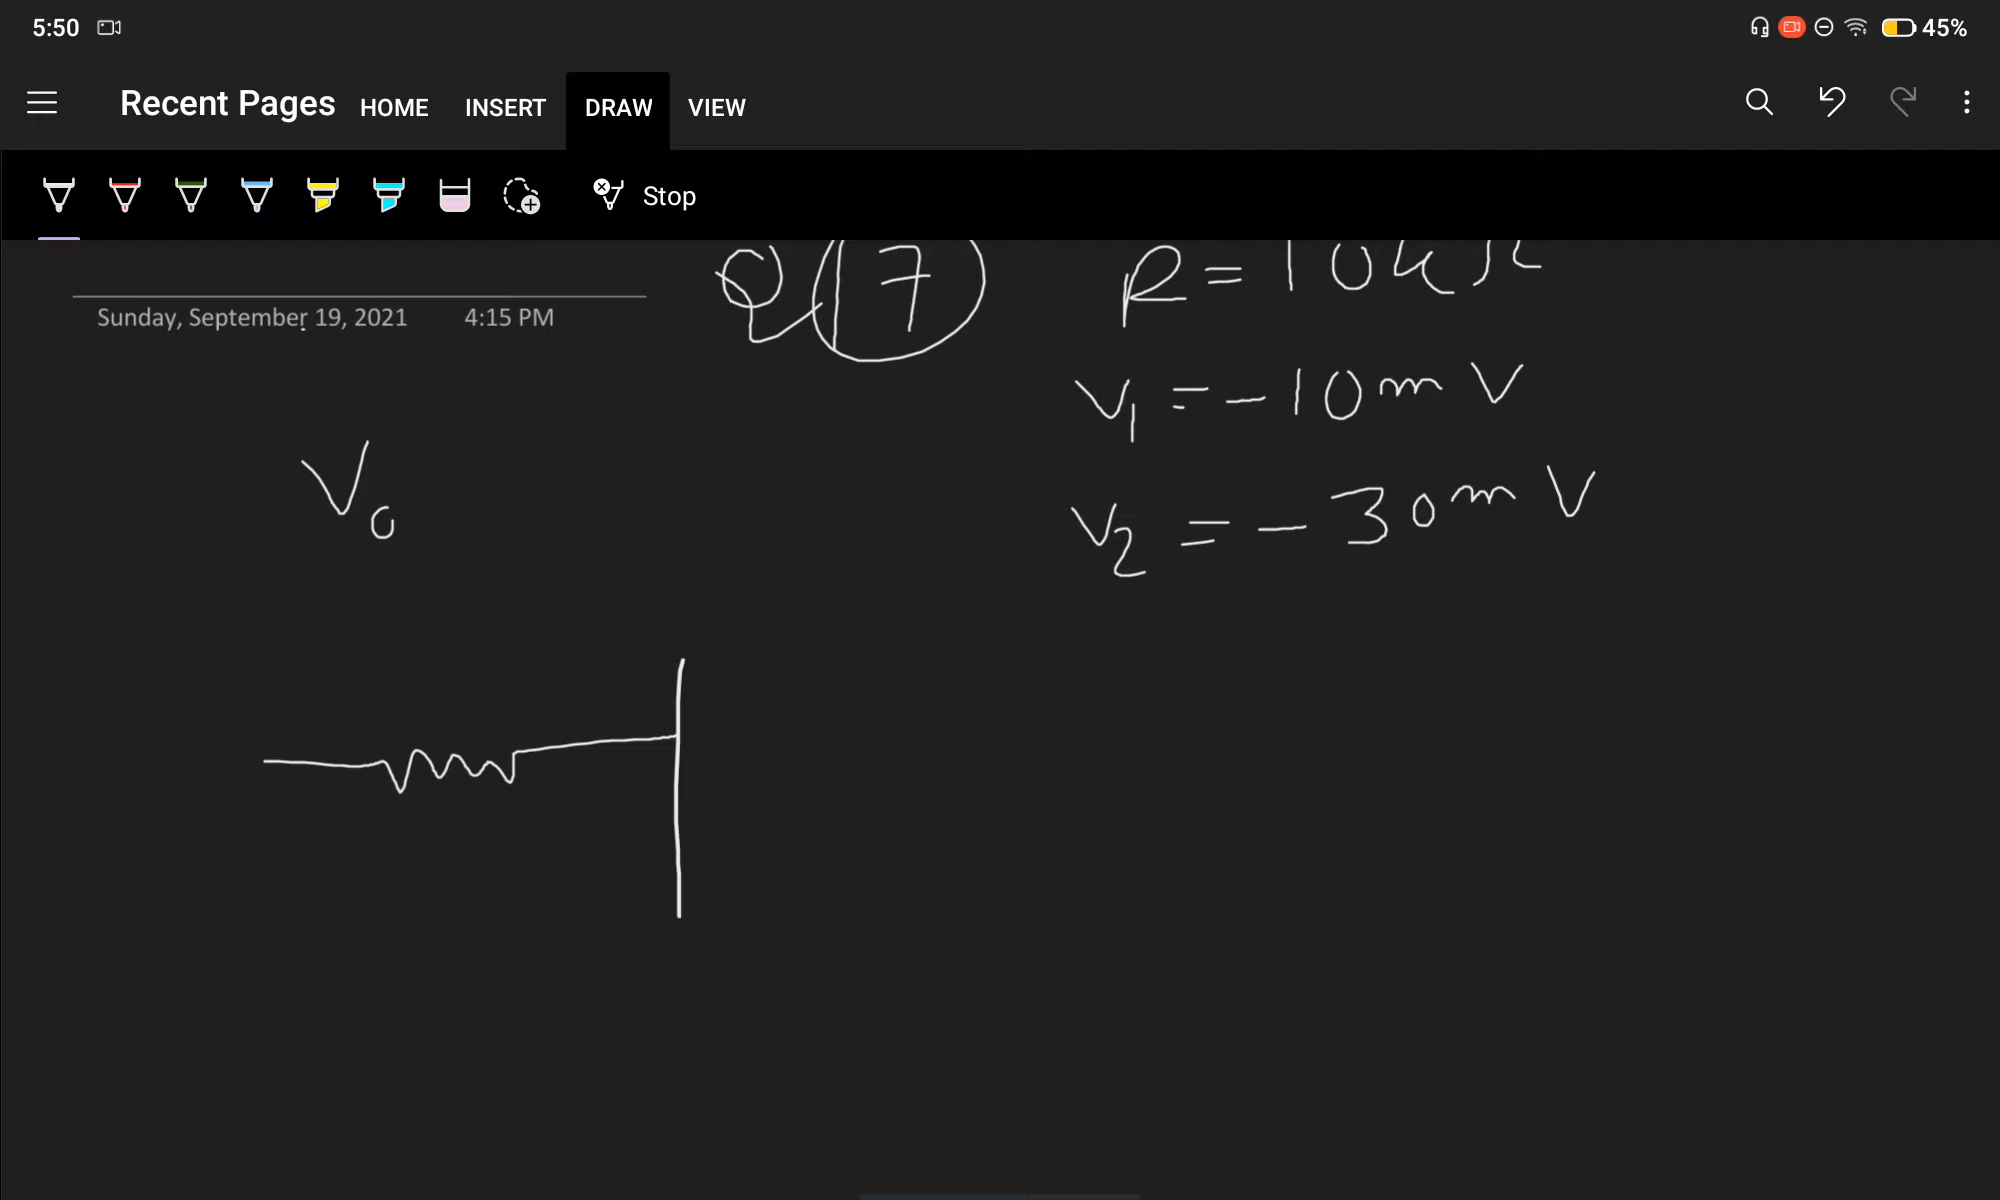 5:50 45%
Recent Pages HOME INSERT DRAW VIEW
Stop
Q 17 R = 10kΩ
Sunday, September 19, 2021 4:15 PM
V₁ = -10mV
V₀
V₂ = -30mV